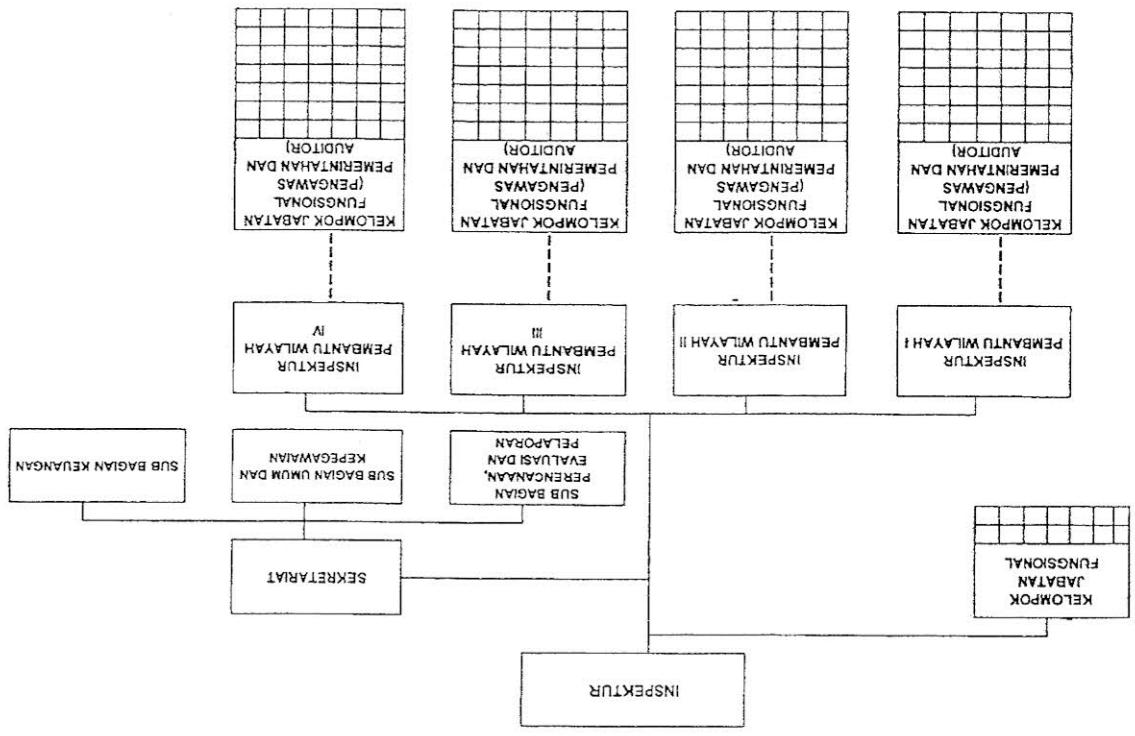 INSPEKTUR
KELOMPOK
JABATAN
FUNGSIONAL
SEKRETARIAT
SUB BAGIAN
PERENCANAAN,
EVALUASI DAN
PELAPORAN
SUB BAGIAN UMUM DAN
KEPEGAWAIAN
SUB BAGIAN KEUANGAN
INSPEKTUR
PEMBANTU WILAYAH I
INSPEKTUR
PEMBANTU WILAYAH II
INSPEKTUR
PEMBANTU WILAYAH
III
INSPEKTUR
PEMBANTU WILAYAH
IV
KELOMPOK JABATAN
FUNGSIONAL
(PENGAWAS
PEMERINTAHAN DAN
AUDITOR)
KELOMPOK JABATAN
FUNGSIONAL
(PENGAWAS
PEMERINTAHAN DAN
AUDITOR)
KELOMPOK JABATAN
FUNGSIONAL
(PENGAWAS
PEMERINTAHAN DAN
AUDITOR)
KELOMPOK JABATAN
FUNGSIONAL
(PENGAWAS
PEMERINTAHAN DAN
AUDITOR)